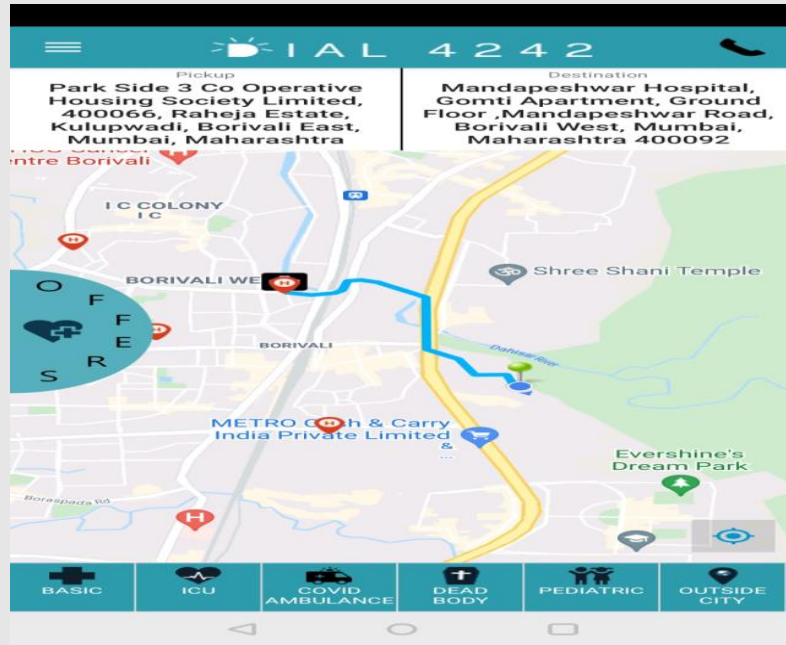 DIAL 4242
Pickup
Park Side 3 Co Operative
Housing Society Limited,
400066, Raheja Estate,
Kulupwadi, Borivali East,
Mumbai, Maharashtra
Destination
Mandapeshwar Hospital,
Gomti Apartment, Ground
Floor ,Mandapeshwar Road,
Borivali West, Mumbai,
Maharashtra 400092
entre Borivali
I C COLONY
I C
Shree Shani Temple
BORIVALI WE
OFFERS
BORIVALI
Dahisar River
METRO C h & Carry
India Private Limited
&
...
Evershine's
Dream Park
Boraspada Rd
BASIC
ICU
COVID
AMBULANCE
DEAD
BODY
PEDIATRIC
OUTSIDE
CITY